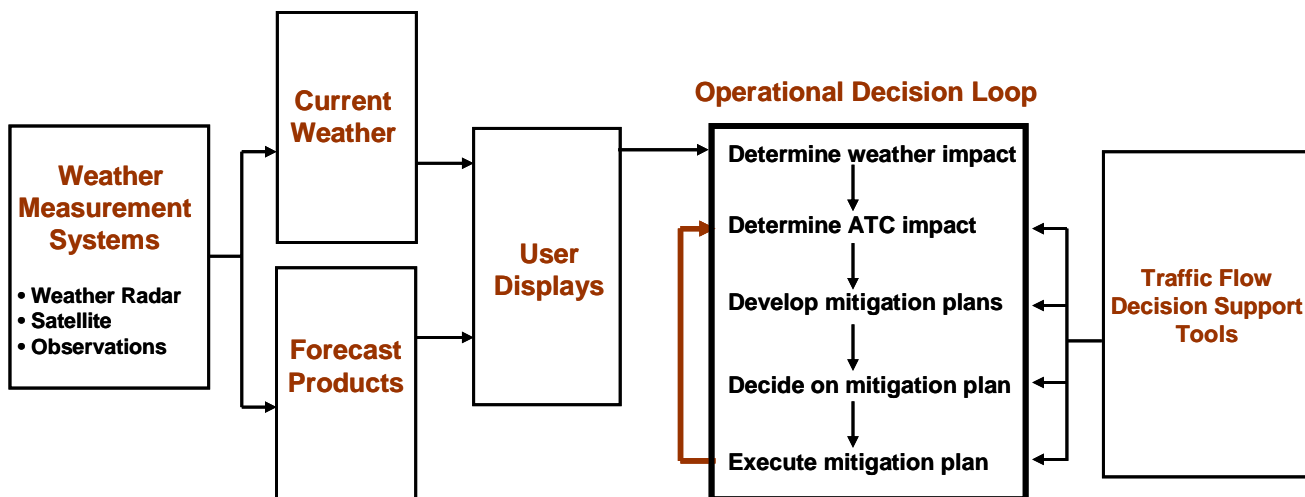 Weather
Measurement
Systems
• Weather Radar
• Satellite
• Observations
Current
Weather
Forecast
Products
User
Displays
Operational Decision Loop
Determine weather impact
Determine ATC impact
Develop mitigation plans
Decide on mitigation plan
Execute mitigation plan
Traffic Flow
Decision Support
Tools